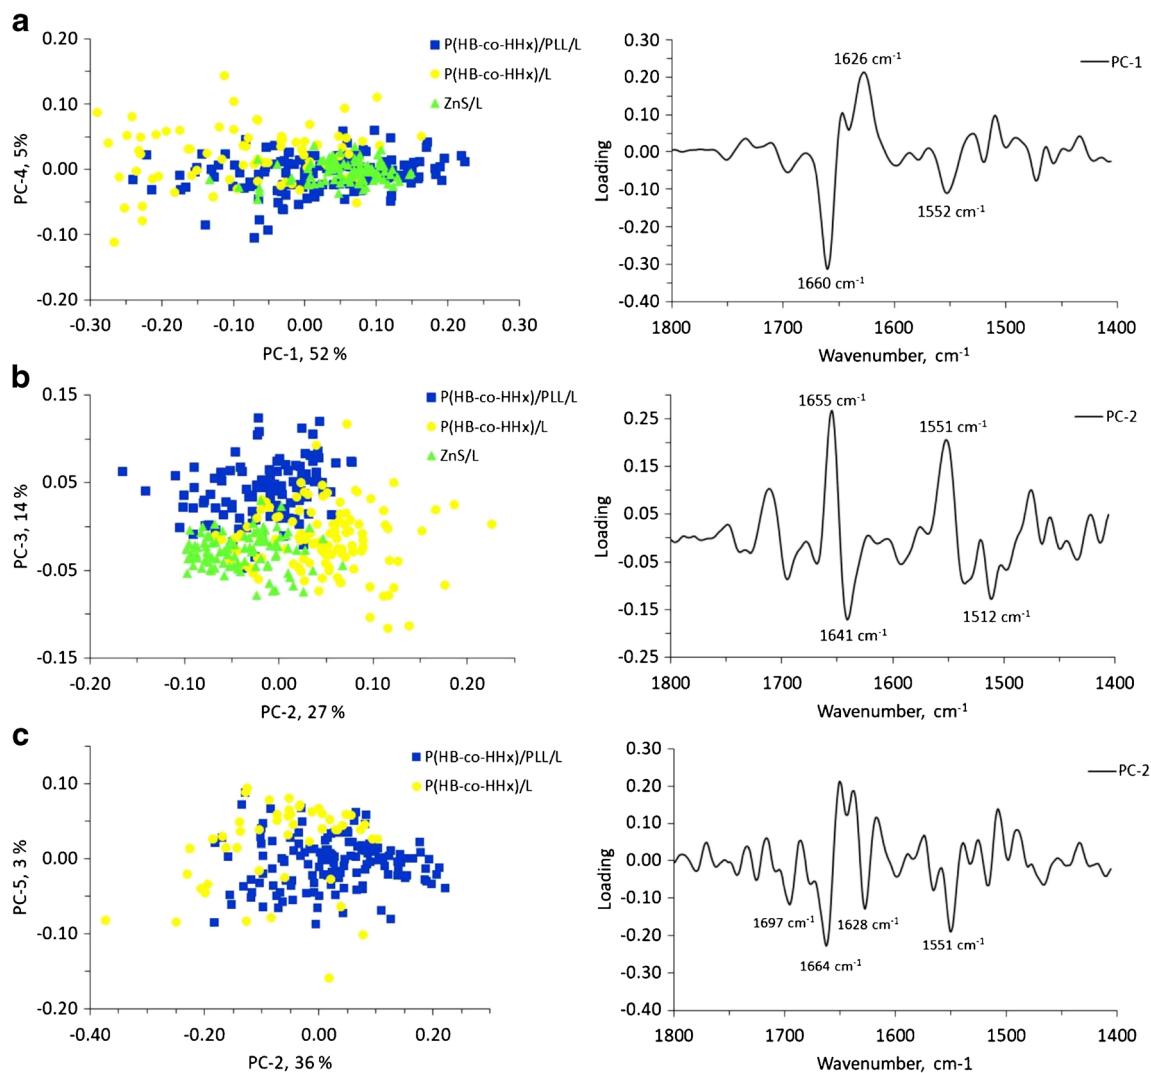 a
0.20
0.10
0.00
-0.10
-0.20
-0.30
-0.20
-0.10
0.00
0.10
0.20
0.30
PC-4, 5%
PC-1, 52 %
P(HB-co-HHx)/PLL/L
P(HB-co-HHx)/L
ZnS/L
0.30
0.20
0.10
0.00
-0.10
-0.20
-0.30
-0.40
1800
1700
1600
1500
1400
Loading
Wavenumber, cm-1
1626 cm-1
1552 cm-1
1660 cm-1
PC-1
b
0.15
0.05
-0.05
-0.15
-0.20
-0.10
0.00
0.10
0.20
PC-3, 14 %
PC-2, 27 %
P(HB-co-HHx)/PLL/L
P(HB-co-HHx)/L
ZnS/L
0.25
0.15
0.05
-0.05
-0.15
-0.25
1800
1700
1600
1500
1400
Loading
Wavenumber, cm-1
1655 cm-1
1551 cm-1
1512 cm-1
1641 cm-1
PC-2
c
0.10
0.00
-0.10
-0.20
-0.40
-0.20
0.00
0.20
PC-5, 3 %
PC-2, 36 %
P(HB-co-HHx)/PLL/L
P(HB-co-HHx)/L
0.30
0.20
0.10
0.00
-0.10
-0.20
-0.30
-0.40
1800
1700
1600
1500
1400
Loading
Wavenumber, cm-1
1697 cm-1
1628 cm-1
1551 cm-1
1664 cm-1
PC-2